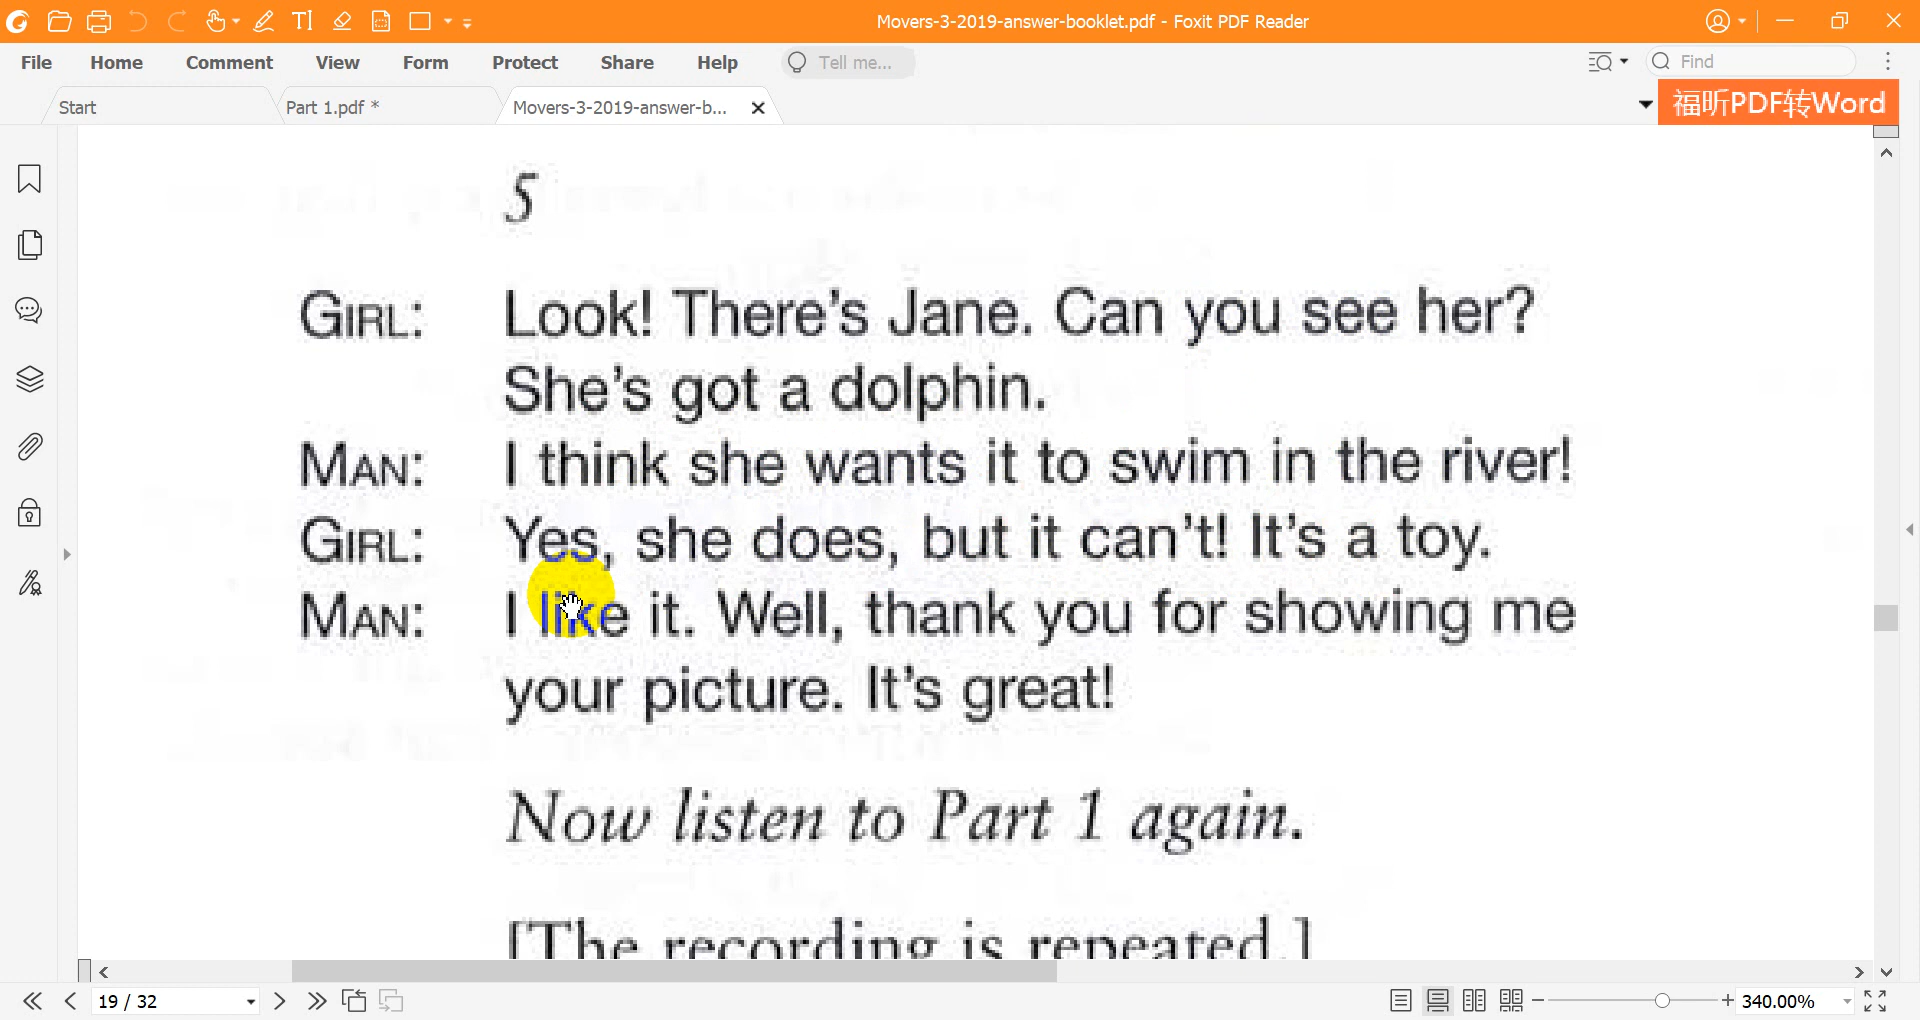 Movers-3-2019-answer-booklet.pdf - Foxit PDF Reader
File Home Comment View Form Protect Share Help Tell me... Find
Start Part 1.pdf * Movers-3-2019-answer-b... 福昕PDF转Word
5
GIRL: Look! There's Jane. Can you see her?
She's got a dolphin.
MAN: I think she wants it to swim in the river!
GIRL: Yes, she does, but it can't! It's a toy.
MAN: I like it. Well, thank you for showing me
your picture. It's great!
Now listen to Part 1 again.
[The recording is repeated.]
19 / 32 340.00%